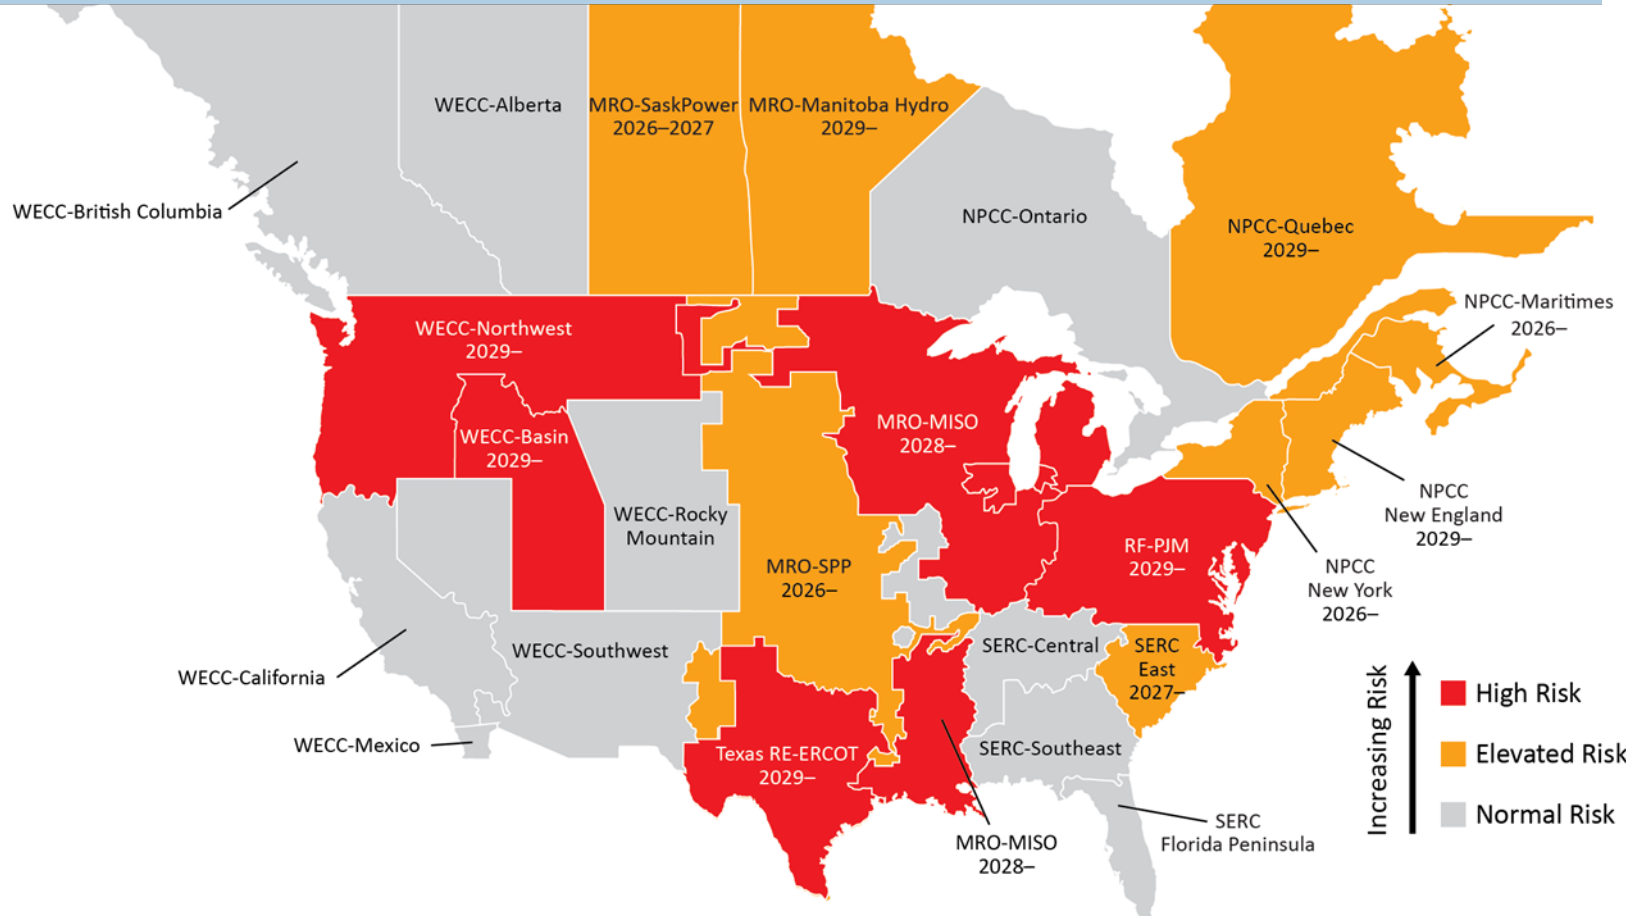 WECC-Alberta
MRO-SaskPower
2026–2027
MRO-Manitoba Hydro
2029–
WECC-British Columbia
NPCC-Ontario
NPCC-Quebec
2029–
NPCC-Maritimes
2026–
WECC-Northwest
2029–
WECC-Basin
2029–
MRO-MISO
2028–
WECC-Rocky
Mountain
MRO-SPP
2026–
RF-PJM
2029–
NPCC
New England
2029–
NPCC
New York
2026–
WECC-California
WECC-Southwest
SERC-Central
SERC
East
2027–
WECC-Mexico
Texas RE-ERCOT
2029–
SERC-Southeast
MRO-MISO
2028–
SERC
Florida Peninsula
Increasing Risk
High Risk
Elevated Risk
Normal Risk